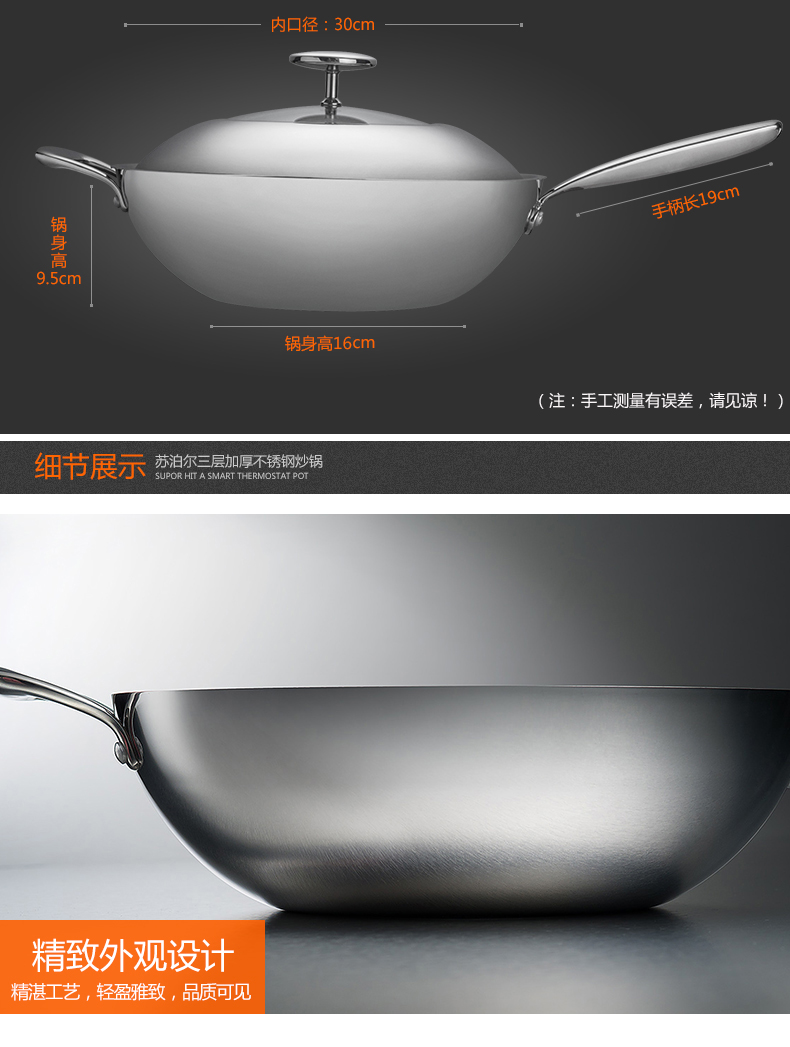 内口径：30cm
手柄长19cm
锅身高
9.5cm
锅身高16cm
（注：手工测量有误差，请见谅！）
细节展示
苏泊尔三层加厚不锈钢炒锅
SUPOR HIT A SMART THERMOSTAT POT
精致外观设计
精湛工艺，轻盈雅致，品质可见